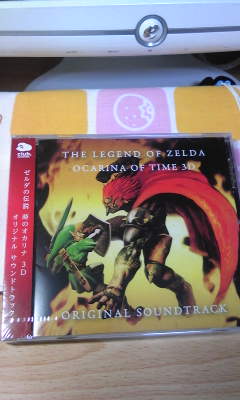 THE LEGEND OF ZELDA
OCARINA OF TIME 3D
ゼルダの伝説 時のオカリナ 3D
オリジナル サウンドトラック
ORIGINAL SOUNDTRACK